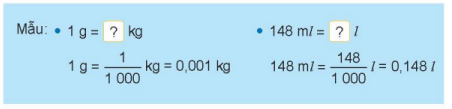 Mẫu: • 1 g = ? kg
1 g = 1/1 000 kg = 0,001 kg
• 148 ml = ? l
148 ml = 148/1 000 l = 0,148 l